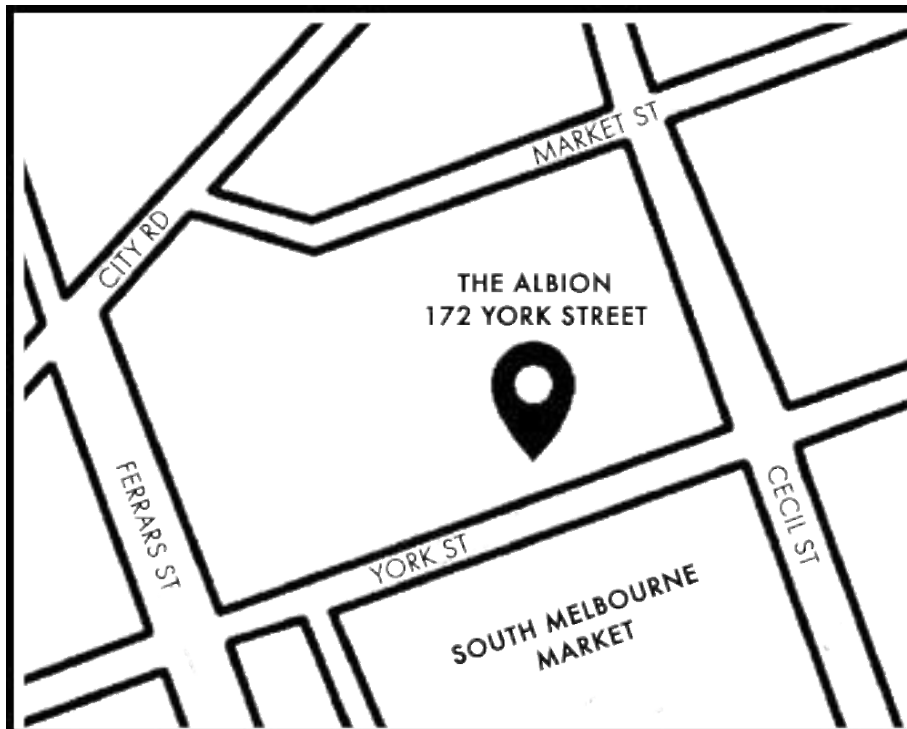 MARKET ST
CITY RD
THE ALBION
172 YORK STREET
FERRARS ST
YORK ST
CECIL ST
SOUTH MELBOURNE
MARKET